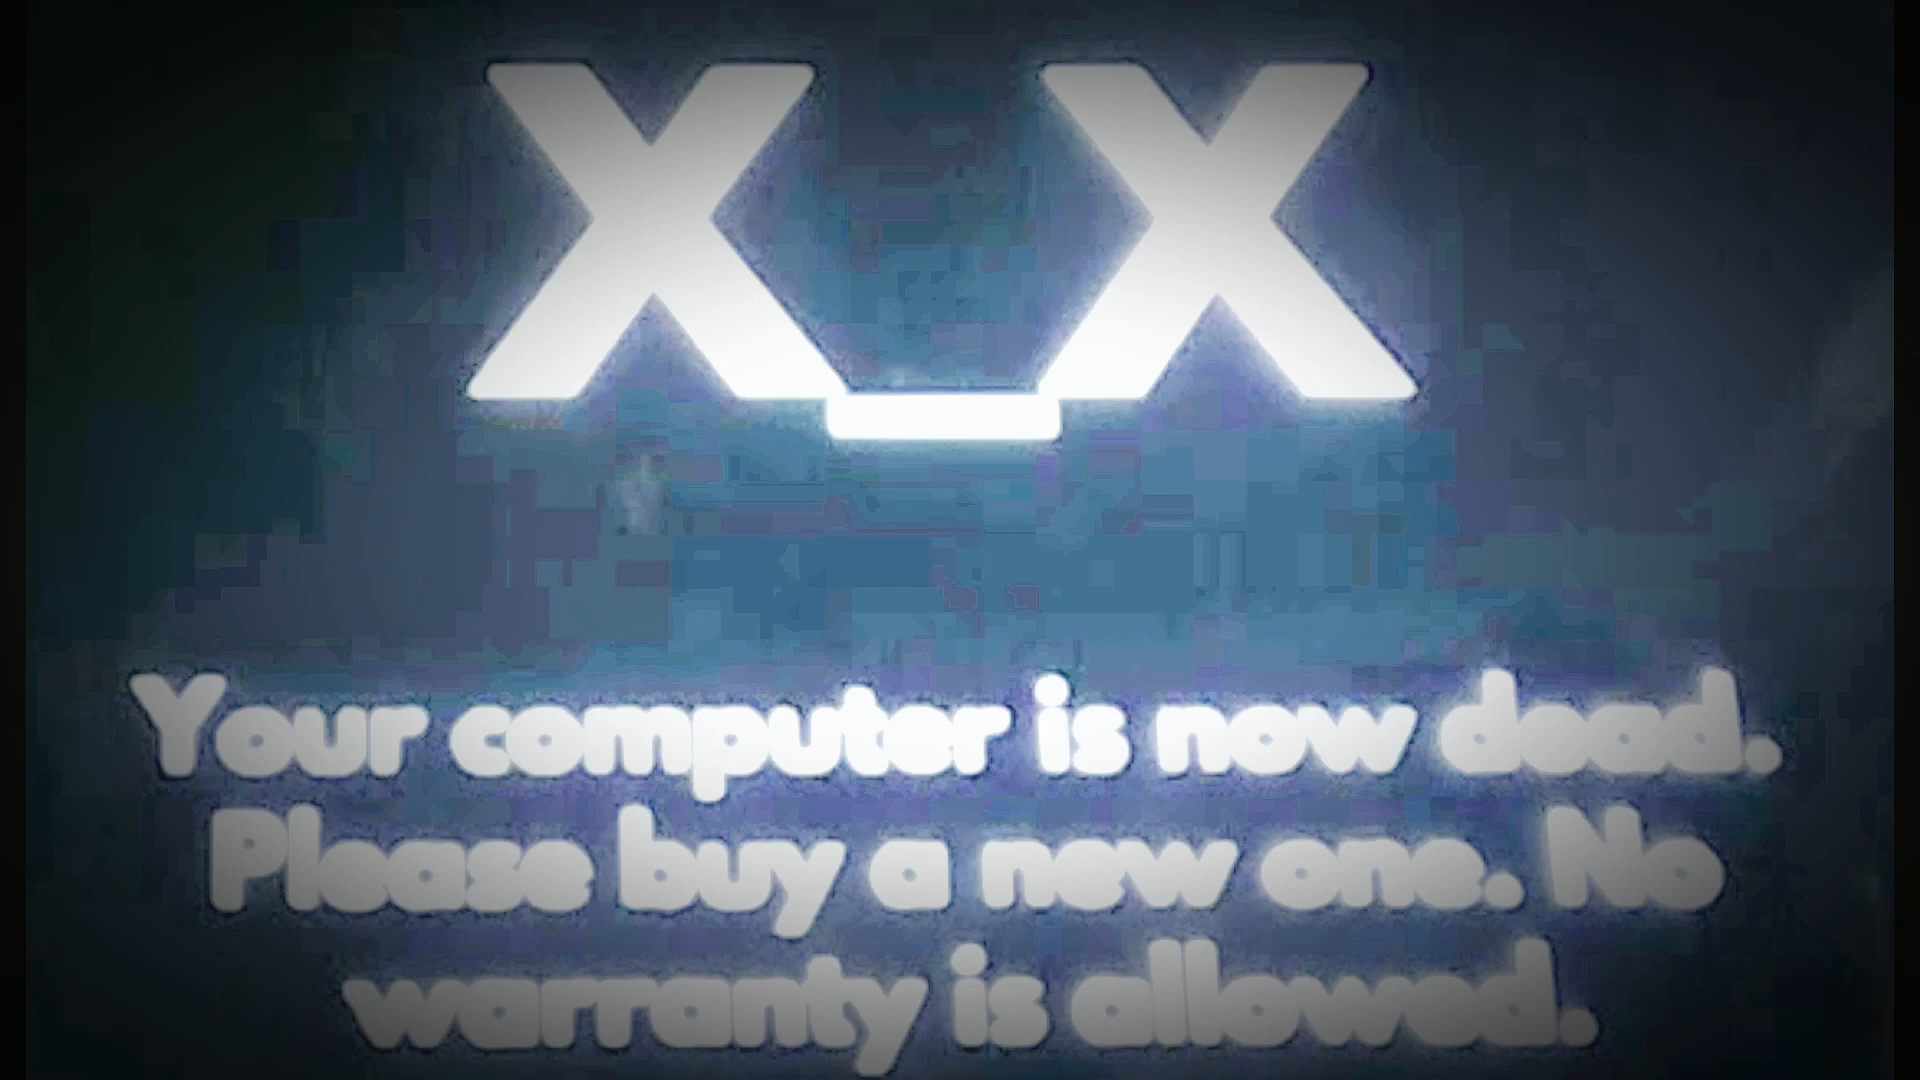 X_X
Your computer is now dead.
Please buy a new one. No
warranty is allowed.